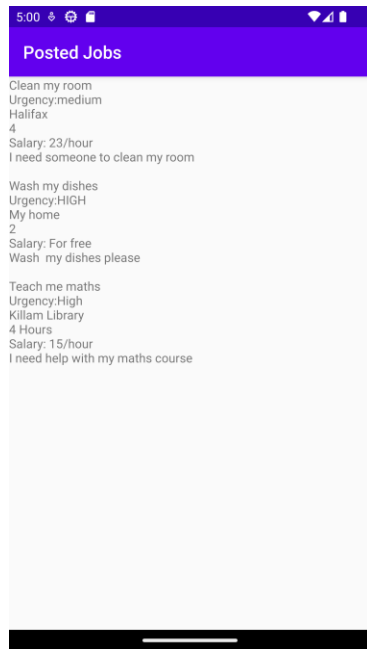 5:00
Posted Jobs
Clean my room
Urgency:medium
Halifax
4
Salary: 23/hour
I need someone to clean my room
Wash my dishes
Urgency:HIGH
My home
2
Salary: For free
Wash  my dishes please
Teach me maths
Urgency:High
Killam Library
4 Hours
Salary: 15/hour
I need help with my maths course